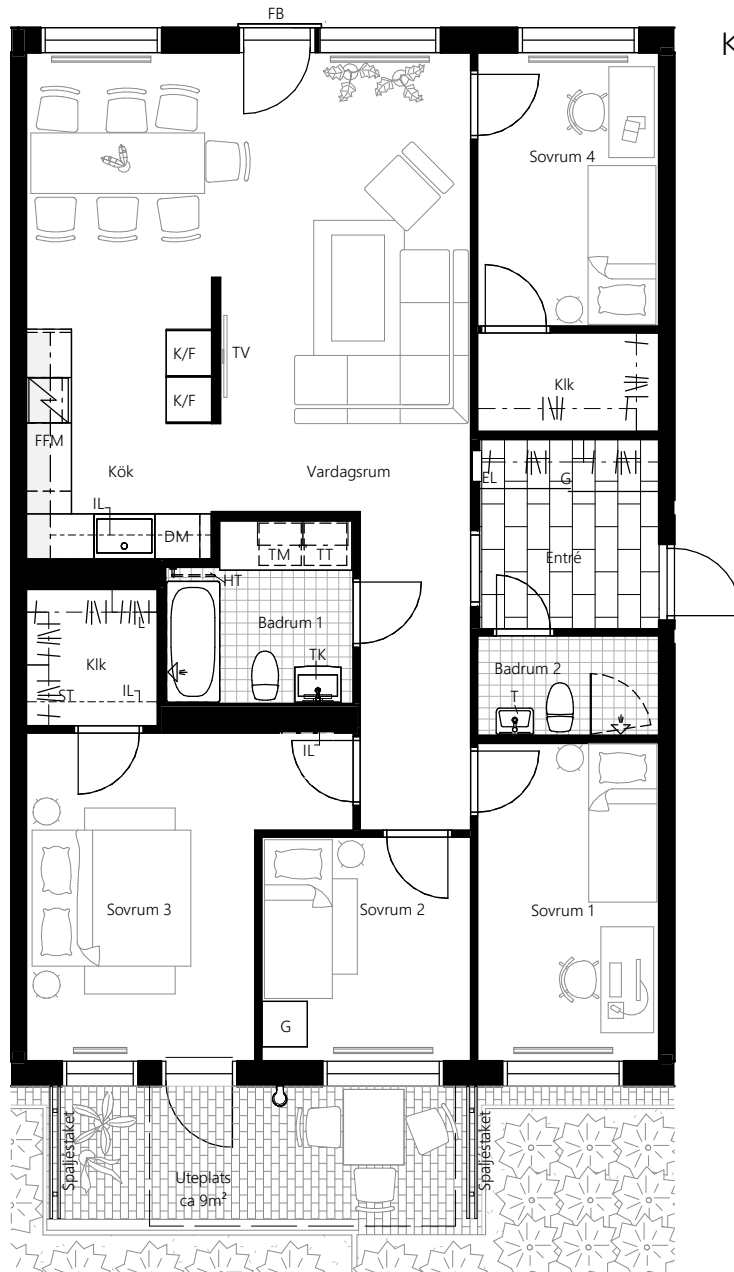 FB
K
Sovrum 4
K/F
TV
K/F
Klk
FFM
Kök
Vardagsrum
EL
G
IL
DM
TM
TT
Entré
HT
Badrum 1
L
TK
Klk
ST
IL
Badrum 2
T
IL
Sovrum 3
Sovrum 2
Sovrum 1
G
Spaljéstaket
Spaljéstaket
Uteplats
ca 9m²